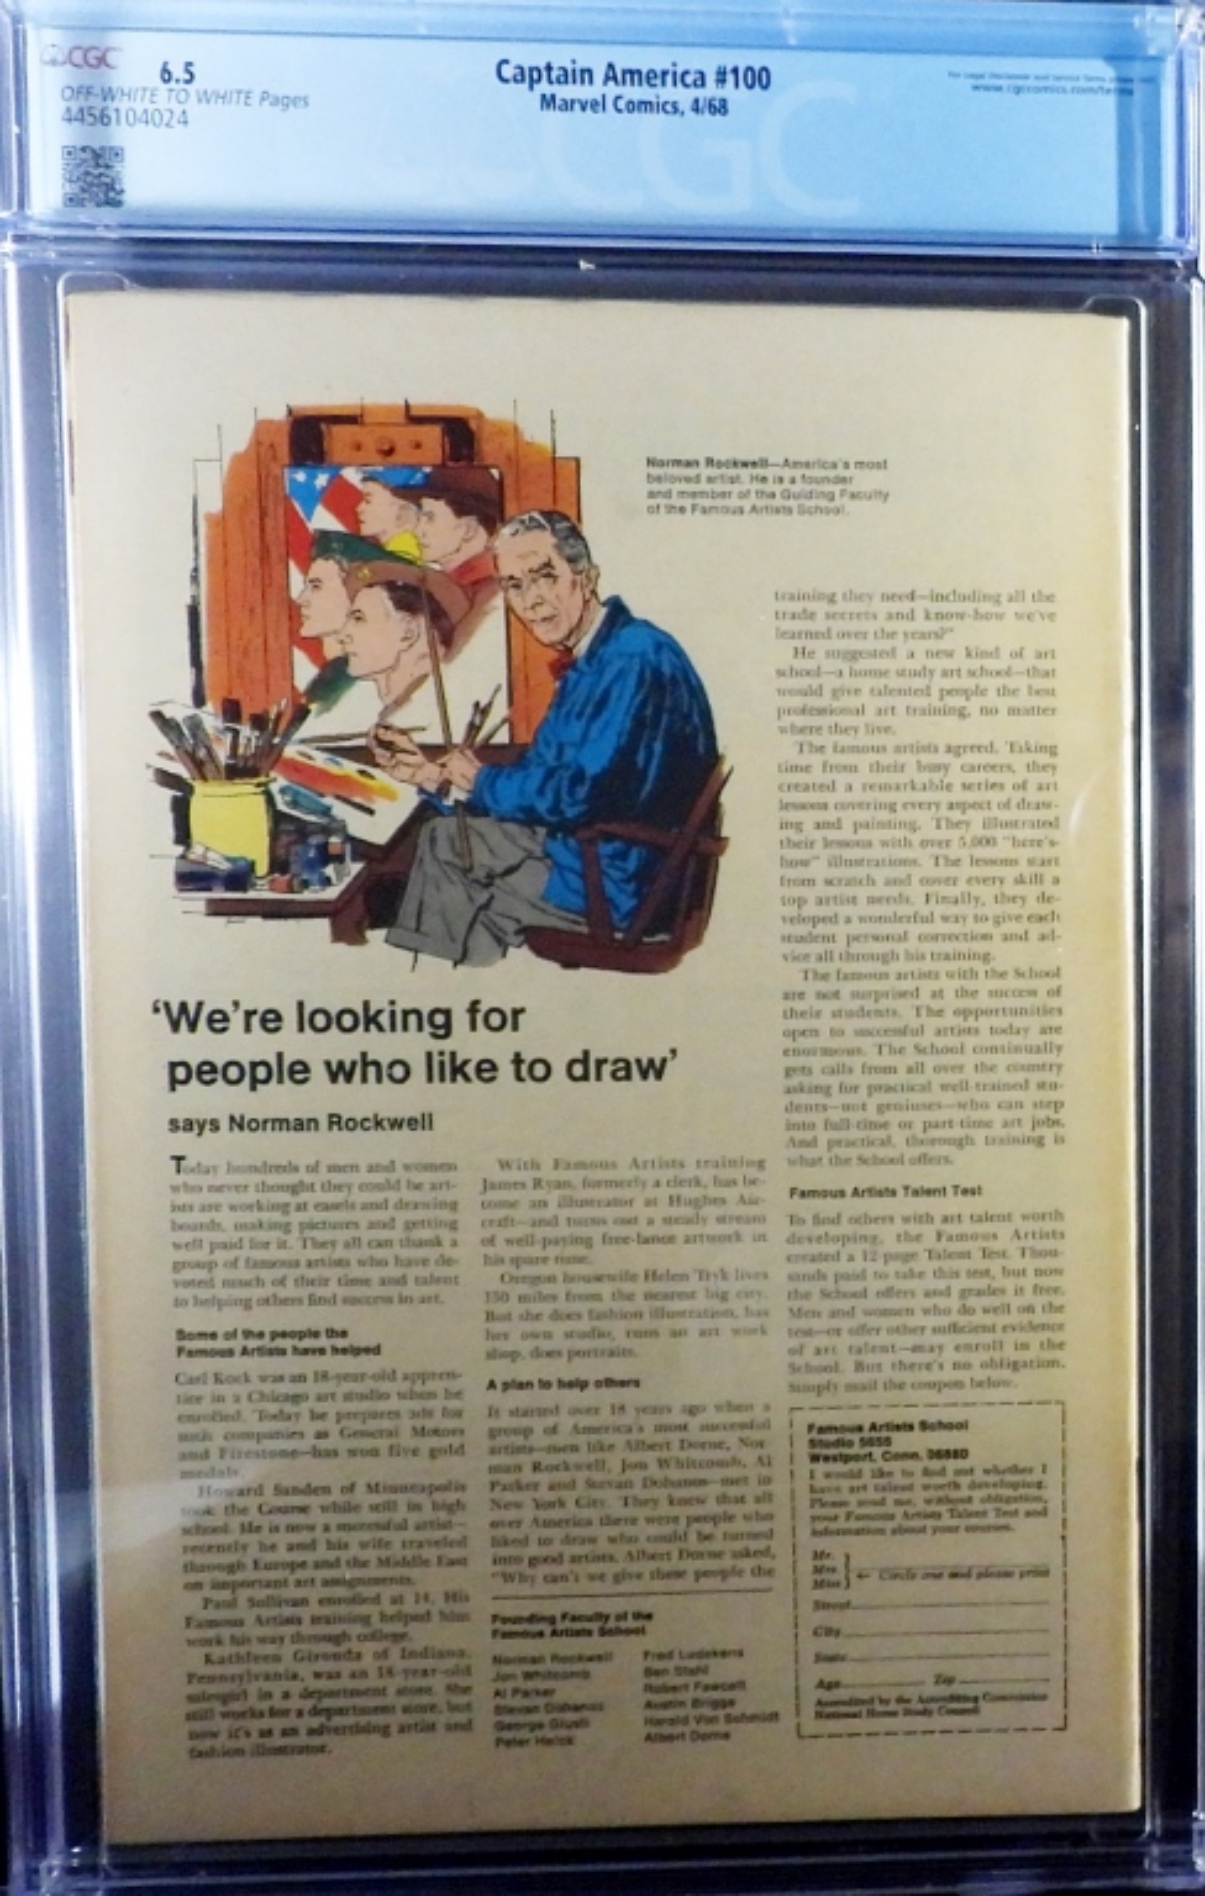 CGC
6.5
OFF-WHITE TO WHITE Pages
4456104024
Captain America #100
Marvel Comics, 4/68
www.cgccomics.com/terms
CGC
Norman Rockwell—America's most
beloved artist. He is a founder
and member of the Guiding Faculty
of the Famous Artists School.
'We're looking for
people who like to draw'
says Norman Rockwell
Today hundreds of men and women
who never thought they could be art-
ists are working at easels and drawing
boards, making pictures and getting
well paid for it. They all can thank a
group of famous artists who have de-
voted much of their time and talent
to helping others find success in art.
Some of the people the
Famous Artists have helped
Carl Kock was an 18-year-old appren-
tice in a Chicago art studio when he
enrolled. Today he prepares ads for
such companies as General Motors
and Firestone—has won five gold
medals.
Howard Sanden of Minneapolis
took the Course while still in high
school. He is now a successful artist—
recently he and his wife traveled
through Europe and the Middle East
on important art assignments.
Paul Sullivan enrolled at 14. His
Famous Artists training helped him
work his way through college.
Kathleen Gironda of Indiana,
Pennsylvania, was an 18-year-old
salesgirl in a department store. She
still works for a department store, but
now it's as an advertising artist and
fashion illustrator.
With Famous Artists training
James Ryan, formerly a clerk, has be-
come an illustrator at Hughes Air-
craft—and turns out a steady stream
of well-paying free-lance artwork in
his spare time.
Oregon housewife Helen Tryk lives
150 miles from the nearest big city.
But she does fashion illustration, has
her own studio, runs an art work
shop, does portraits.
A plan to help others
It started over 18 years ago when a
group of America's most successful
artists—men like Albert Dorne, Nor-
man Rockwell, Jon Whitcomb, Al
Parker and Stevan Dohanos—met in
New York City. They knew that all
over America there were people who
liked to draw who could be turned
into good artists. Albert Dorne asked,
"Why can't we give these people the
Founding Faculty of the
Famous Artists School
Norman Rockwell
Jon Whitcomb
Al Parker
Stevan Dohanos
George Giusti
Peter Helck
Fred Ludekens
Ben Stahl
Robert Fawcett
Austin Briggs
Harold Von Schmidt
Albert Dorne
training they need—including all the
trade secrets and know-how we've
learned over the years?"
He suggested a new kind of art
school—a home study art school—that
would give talented people the best
professional art training, no matter
where they live.
The famous artists agreed. Taking
time from their busy careers, they
created a remarkable series of art
lessons covering every aspect of draw-
ing and painting. They illustrated
their lessons with over 5,000 "here's-
how" illustrations. The lessons start
from scratch and cover every skill a
top artist needs. Finally, they de-
veloped a wonderful way to give each
student personal correction and ad-
vice all through his training.
The famous artists with the School
are not surprised at the success of
their students. The opportunities
open to successful artists today are
enormous. The School continually
gets calls from all over the country
asking for practical well-trained stu-
dents—not geniuses—who can step
into full-time or part-time art jobs.
And practical, thorough training is
what the School offers.
Famous Artists Talent Test
To find others with art talent worth
developing, the Famous Artists
created a 12-page Talent Test. Thou-
sands paid to take this test, but now
the School offers and grades it free.
Men and women who do well on the
test—or offer other sufficient evidence
of art talent—may enroll in the
School. But there's no obligation.
Simply mail the coupon below.
Famous Artists School
Studio
Westport, Conn. 06880
I would like to find out whether I
have art talent worth developing.
Please send me, without obligation,
your Famous Artists Talent Test and
information about your courses.
Mr.
Mrs.
Miss
← Circle one and please print
Street
City
State
Age Zip
Accredited by the Accrediting Commission
National Home Study Council